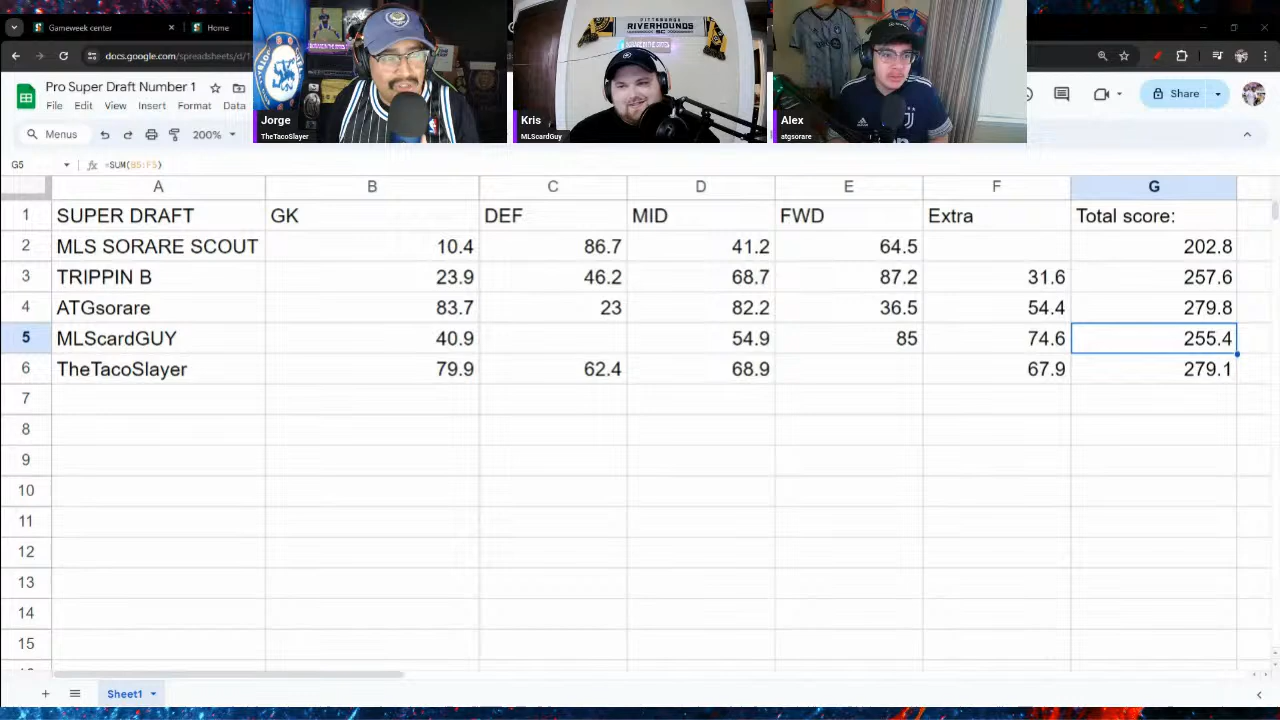 Gameweek center
Home
docs.google.com/spreadsheets/d/1
Pro Super Draft Number 1
File Edit View Insert Format Data
Share
Menus
200%
PITTSBURGH
RIVERHOUNDS
SC
Jorge
TheTacoSlayer
Kris
MLScardGuy
Alex
atgsorare
G5
=SUM(B5:F5)
A B C D E F G
1 SUPER DRAFT GK DEF MID FWD Extra Total score:
2 MLS SORARE SCOUT 10.4 86.7 41.2 64.5 202.8
3 TRIPPIN B 23.9 46.2 68.7 87.2 31.6 257.6
4 ATGsorare 83.7 23 82.2 36.5 54.4 279.8
5 MLScardGUY 40.9 54.9 85 74.6 255.4
6 TheTacoSlayer 79.9 62.4 68.9 67.9 279.1
7
8
9
10
11
12
13
14
15
Sheet1